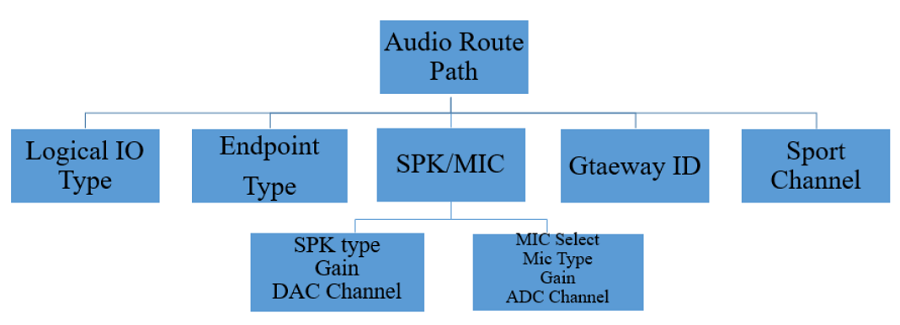 Audio Route
Path
Logical IO
Type
Endpoint
Type
SPK/MIC
Gtaeway ID
Sport
Channel
SPK type
Gain
DAC Channel
MIC Select
Mic Type
Gain
ADC Channel